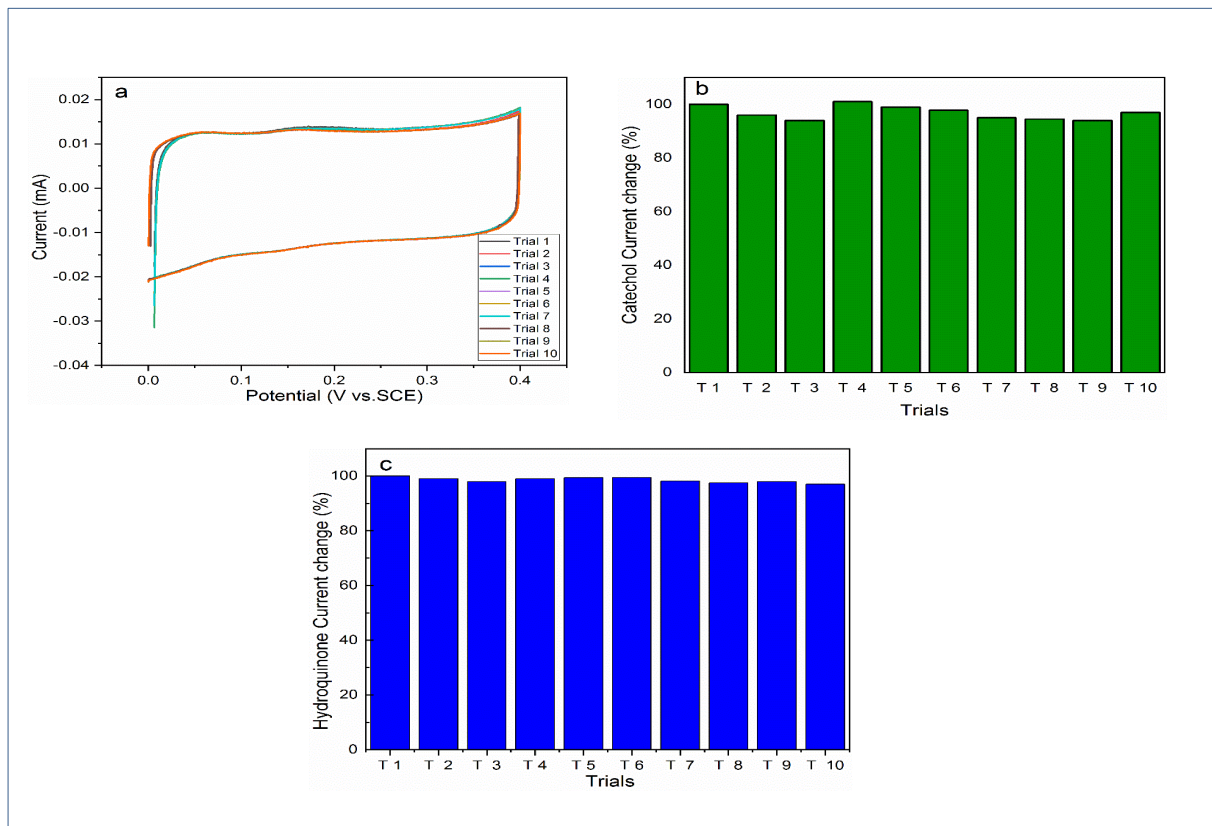 a
0.02
0.01
0.00
-0.01
-0.02
-0.03
-0.04
Current (mA)
Trial 1
Trial 2
Trial 3
Trial 4
Trial 5
Trial 6
Trial 7
Trial 8
Trial 9
Trial 10
0.0 0.1 0.2 0.3 0.4
Potential (V vs.SCE)
b
100
80
60
40
20
0
Catechol Current change (%)
T 1 T 2 T 3 T 4 T 5 T 6 T 7 T 8 T 9 T 10
Trials
c
100
80
60
40
20
0
Hydroquinone Current change (%)
T 1 T 2 T 3 T 4 T 5 T 6 T 7 T 8 T 9 T 10
Trials